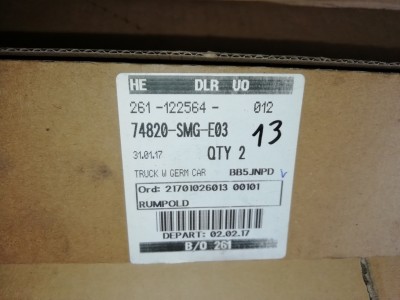 HE DLR UO
261 -122564 - 012
74820-SMG-E03 13
31.01.17 QTY 2
TRUCK W GERM CAR BB5JNPD
Ord: 21701026013 00101
RUMPOLD
DEPART: 02.02.17
B/O 261